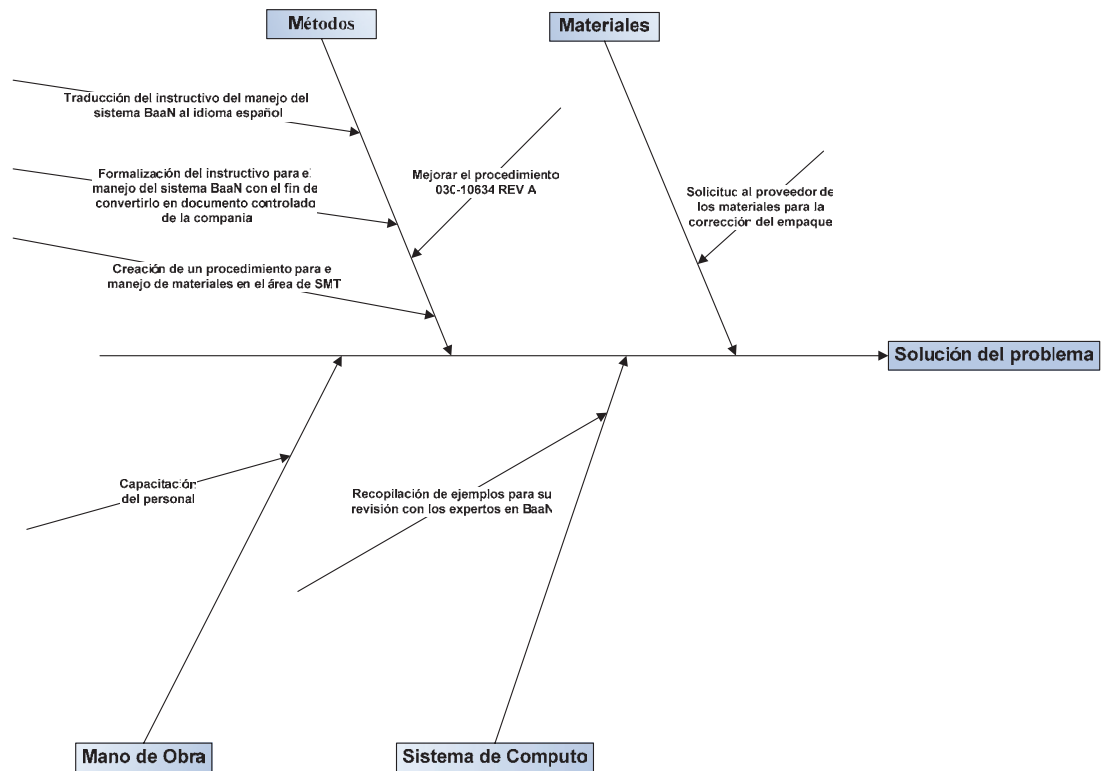 Métodos
Materiales
Traducción del instructivo del manejo del
sistema BaaN al idioma español
Formalización del instructivo para el
manejo del sistema BaaN con el fin de
convertirlo en documento controlado
de la compañía
Creación de un procedimiento para e
manejo de materiales en el área de SMT
Mejorar el procedimiento
030-10634 REV A
Solicitud al proveedor de
los materiales para la
corrección del empaque
Solución del problema
Capacitación
del personal
Recopilación de ejemplos para su
revisión con los expertos en BaaN
Mano de Obra
Sistema de Computo